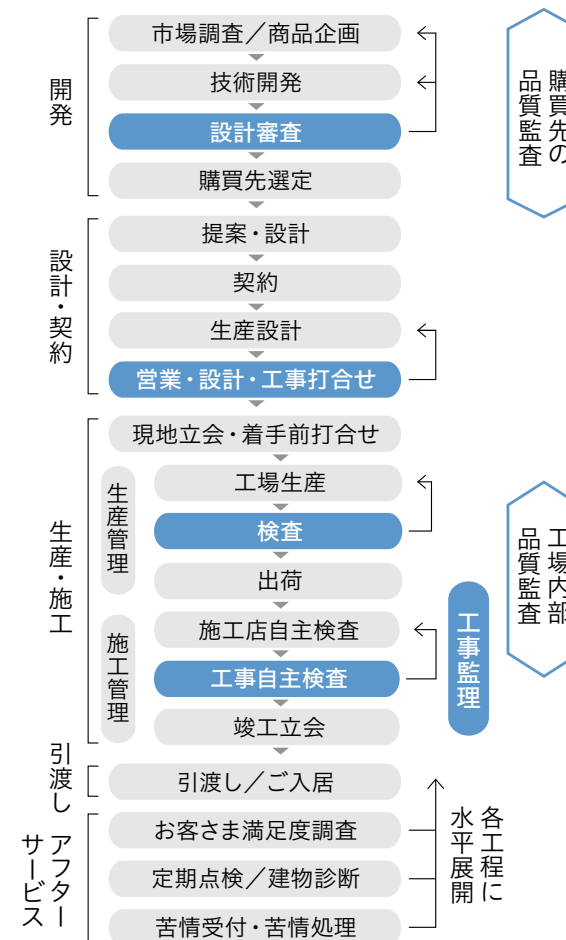 開発
市場調査／商品企画
技術開発
設計審査
購買先選定
購買先の
品質監査
設計・契約
提案・設計
契約
生産設計
営業・設計・工事打合せ
生産・施工
現地立会・着手前打合せ
生産管理
工場生産
検査
出荷
施工管理
施工店自主検査
工事自主検査
竣工立会
工事監理
工場内部
品質監査
引渡し
引渡し／ご入居
アフター
サービス
お客さま満足度調査
定期点検／建物診断
苦情受付・苦情処理
各工程に
水平展開